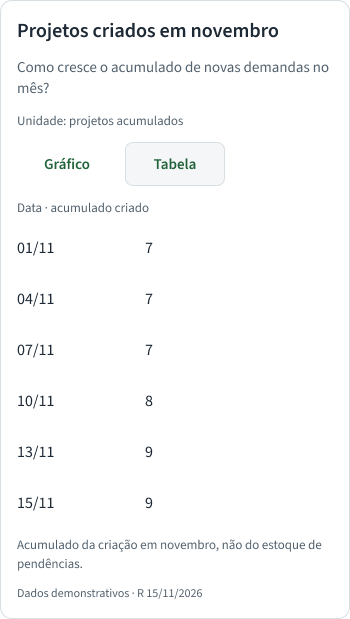 Projetos criados em novembro
Como cresce o acumulado de novas demandas no
mês?
Unidade: projetos acumulados
Gráfico Tabela
Data · acumulado criado
01/11 7
04/11 7
07/11 7
10/11 8
13/11 9
15/11 9
Acumulado da criação em novembro, não do estoque de
pendências.
Dados demonstrativos · R 15/11/2026